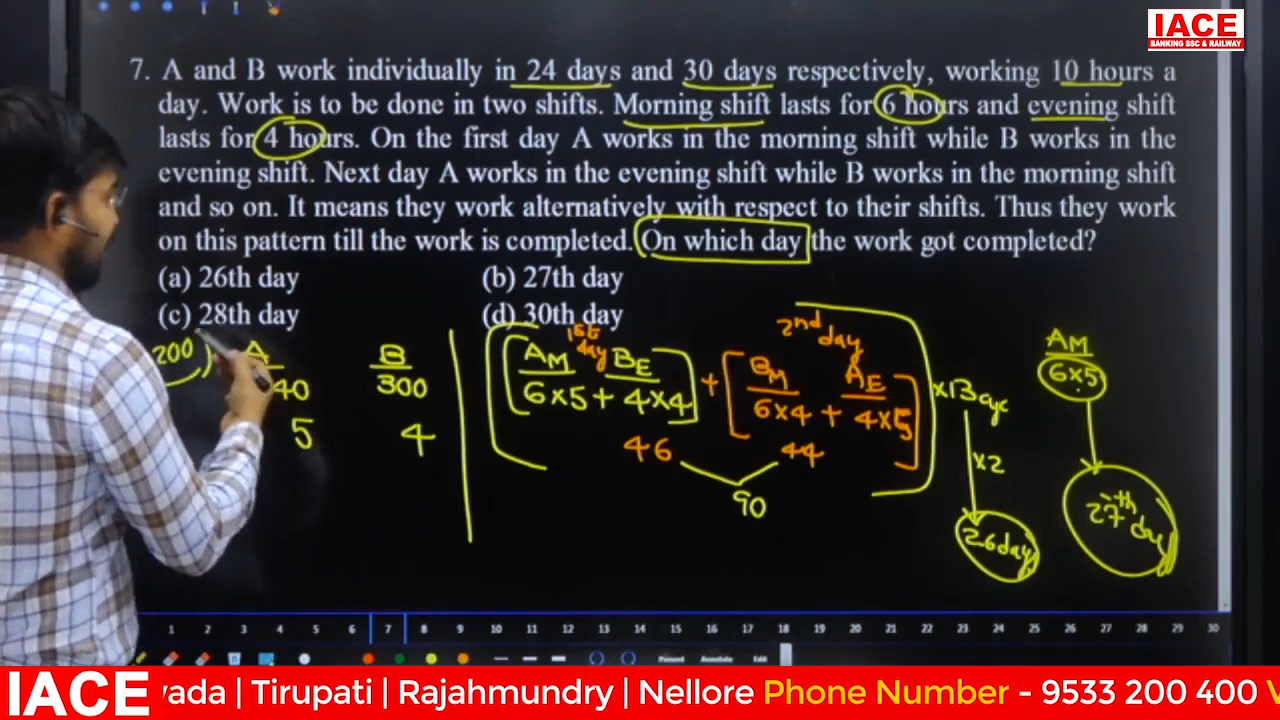 IACE
BANKING SSC & RAILWAY
7. A and B work individually in 24 days and 30 days respectively, working 10 hours a
day. Work is to be done in two shifts. Morning shift lasts for 6 hours and evening shift
lasts for 4 hours. On the first day A works in the morning shift while B works in the
evening shift. Next day A works in the evening shift while B works in the morning shift
and so on. It means they work alternatively with respect to their shifts. Thus they work
on this pattern till the work is completed. On which day the work got completed?
(a) 26th day (b) 27th day
(c) 28th day (d) 30th day
200 A B
40 300
5 4
1st day 2nd day
AM BE + BM AE
6×5 + 4×4 6×4 + 4×5 ×13 cyc
46 44
90
×2
26 day
AM
6×5
27th day
1 2 3 4 5 6 7 8 9 10 11 12 13 14 15 16 17 18 19 20 21 22 23 24 25 26 27 28 29 30
Present Annotate Edit
IACE vada | Tirupati | Rajahmundry | Nellore Phone Number - 9533 200 400 V